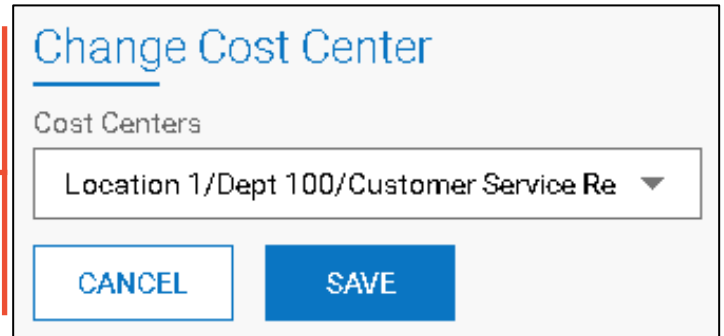 Change Cost Center
Cost Centers
Location 1/Dept 100/Customer Service Re
CANCEL SAVE